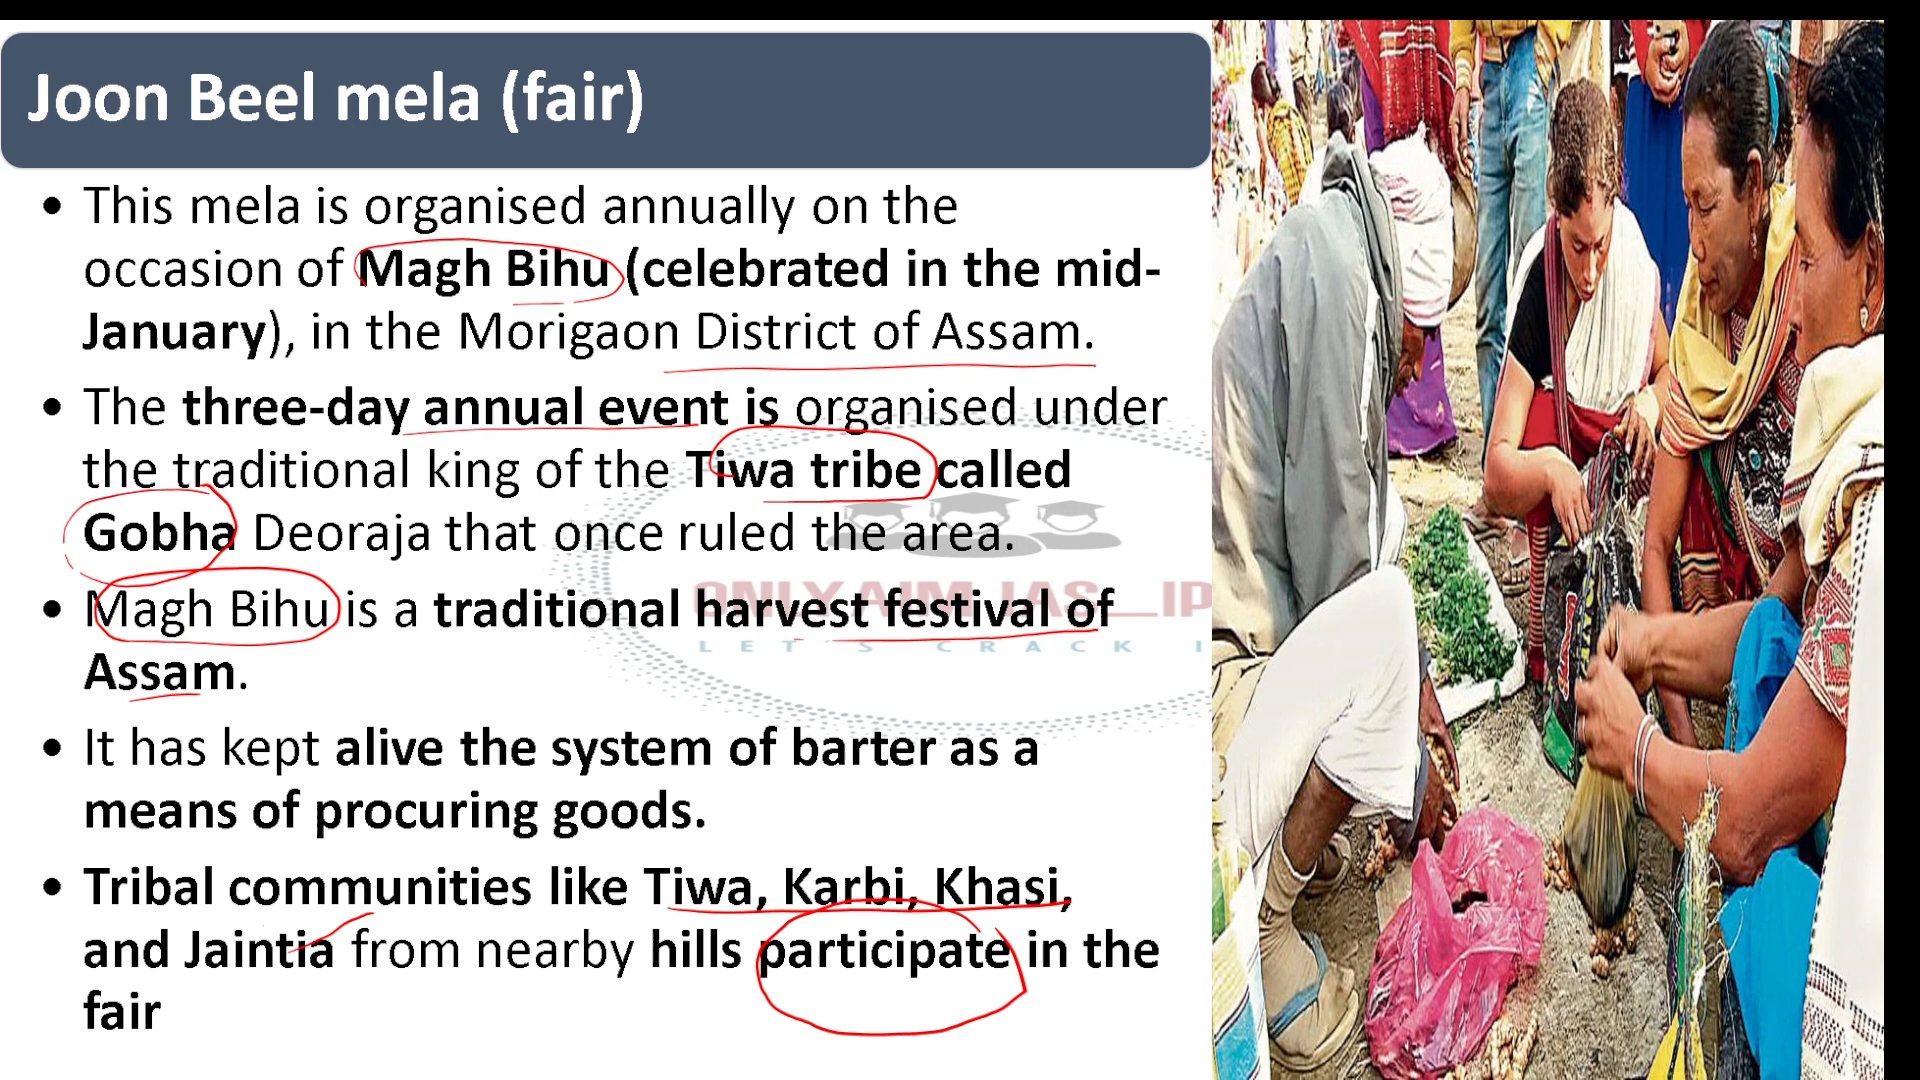 Joon Beel mela (fair)
• This mela is organised annually on the
occasion of Magh Bihu (celebrated in the mid-
January), in the Morigaon District of Assam.
• The three-day annual event is organised under
the traditional king of the Tiwa tribe called
Gobha Deoraja that once ruled the area.
• Magh Bihu is a traditional harvest festival of
Assam.
ONLYAIM_IAS_IP
LET'S CRACK I
• It has kept alive the system of barter as a
means of procuring goods.
• Tribal communities like Tiwa, Karbi, Khasi,
and Jaintia from nearby hills participate in the
fair